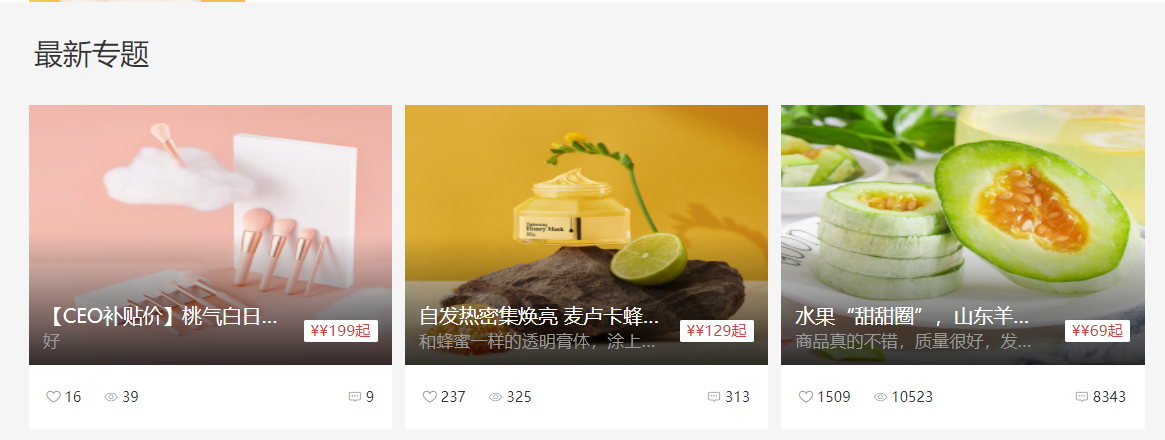 最新专题
【CEO补贴价】桃气白日...
好
¥¥199起
16
39
9
Honey Mask
自发热密集焕亮 麦卢卡蜂...
和蜂蜜一样的透明膏体，涂上...
¥¥129起
237
325
313
水果“甜甜圈”，山东羊...
商品真的不错，质量很好，发...
¥¥69起
1509
10523
8343